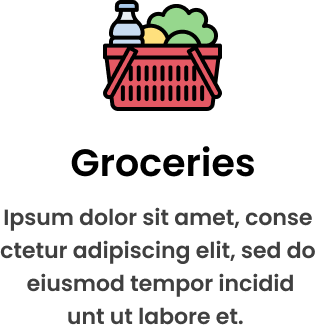 Groceries
Ipsum dolor sit amet, conse
ctetur adipiscing elit, sed do
eiusmod tempor incidid
unt ut labore et.